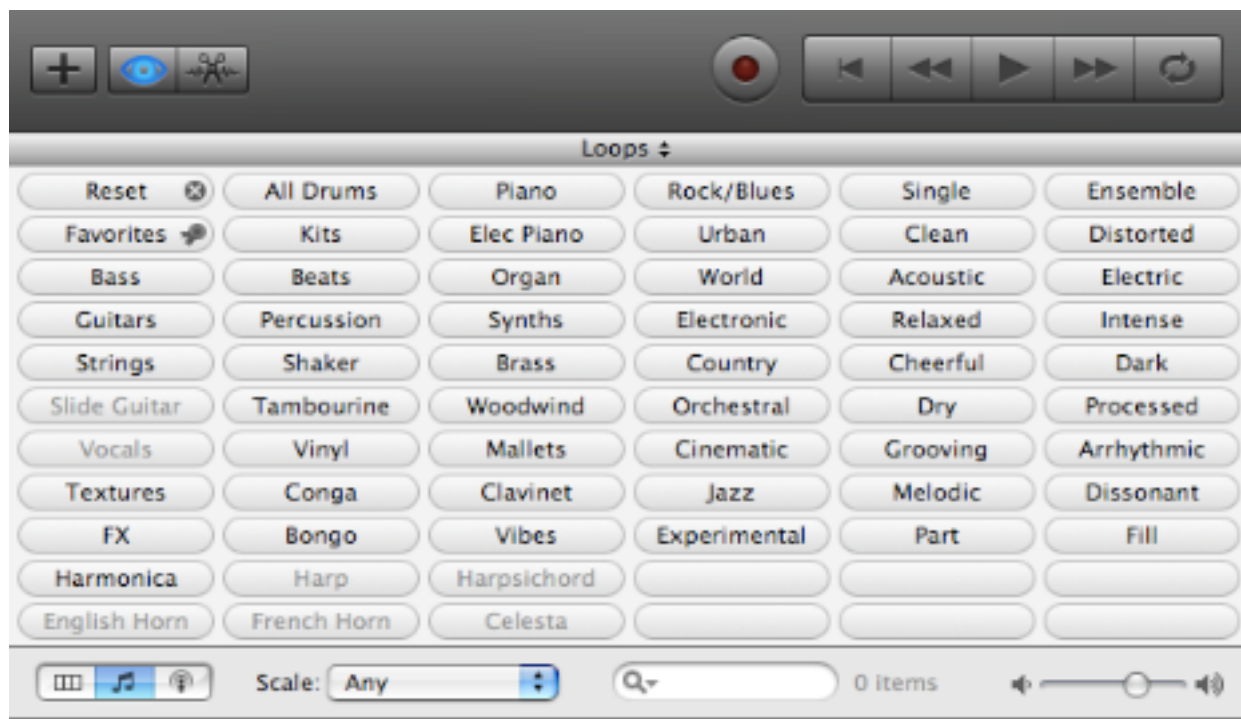 Loops
Reset All Drums Piano Rock/Blues Single Ensemble
Favorites Kits Elec Piano Urban Clean Distorted
Bass Beats Organ World Acoustic Electric
Guitars Percussion Synths Electronic Relaxed Intense
Strings Shaker Brass Country Cheerful Dark
Slide Guitar Tambourine Woodwind Orchestral Dry Processed
Vocals Vinyl Mallets Cinematic Grooving Arrhythmic
Textures Conga Clavinet Jazz Melodic Dissonant
FX Bongo Vibes Experimental Part Fill
Harmonica Harp Harpsichord
English Horn French Horn Celesta
Scale: Any 0 items